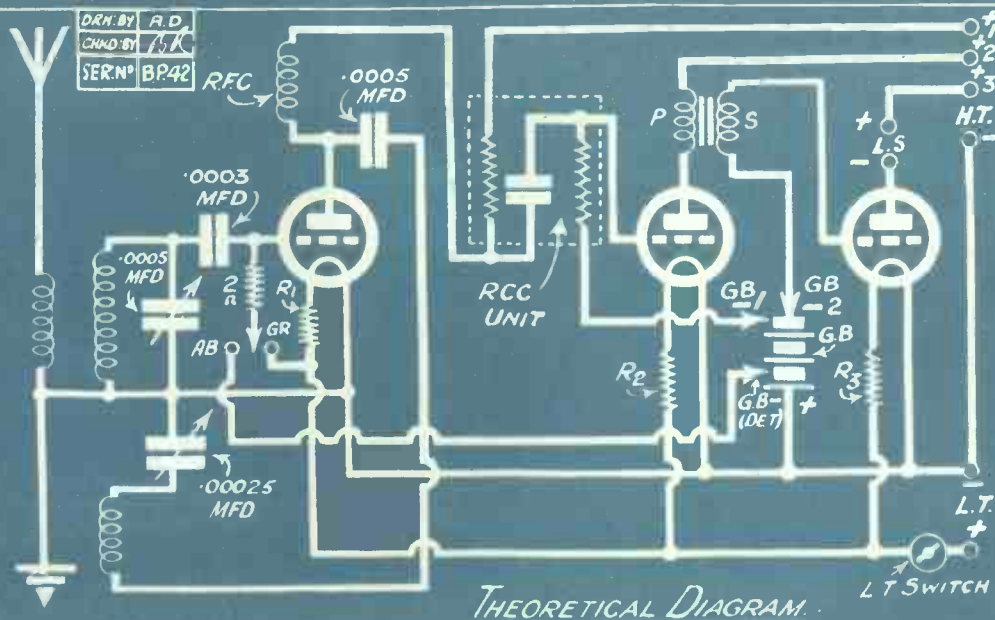 DRN. BY A.D.
CHKD. BY BK
SER. Nº BP.42
R.F.C
.0005
MFD
.0003
MFD
.0005
MFD
2
Ω
R1
AB
GR
.00025
MFD
RCC
UNIT
P
S
+
L.S
-
+1
+2
+3
H.T.
-
GB
-1
GB
-2
G.B
G.B-
(DET)
+
R2
R3
-
L.T.
+
L T SWITCH
THEORETICAL DIAGRAM.